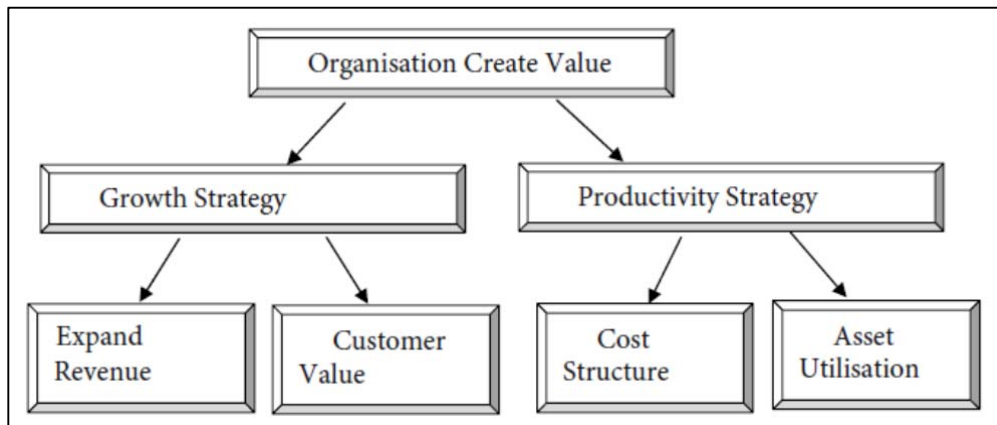 Organisation Create Value
Growth Strategy
Productivity Strategy
Expand
Revenue
Customer
Value
Cost
Structure
Asset
Utilisation